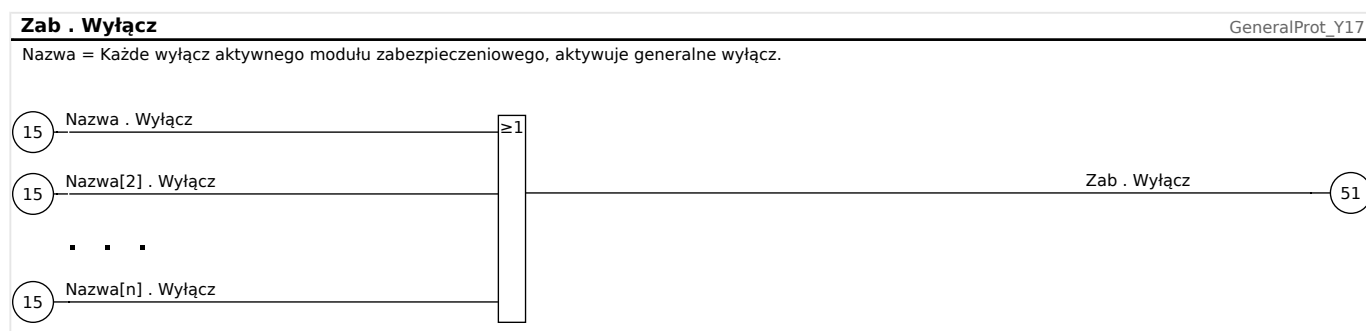 Zab . Wyłącz
GeneralProt_Y17
Nazwa = Każde wyłącz aktywnego modułu zabezpieczeniowego, aktywuje generalne wyłącz.
15 Nazwa . Wyłącz
≥1
15 Nazwa[2] . Wyłącz
Zab . Wyłącz 51
. . .
15 Nazwa[n] . Wyłącz